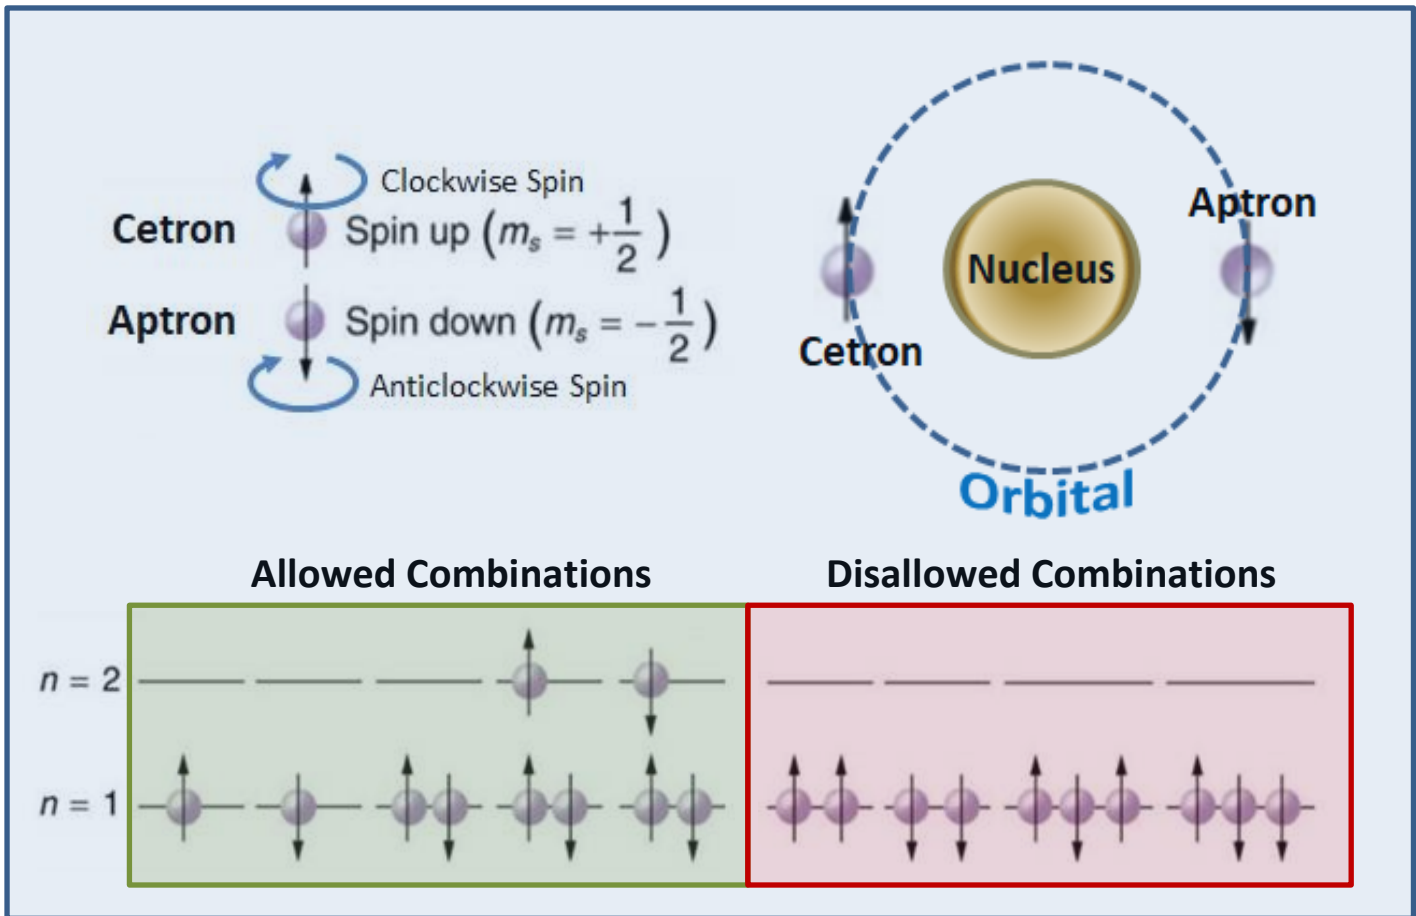 Clockwise Spin
Cetron Spin up (mₛ = +1/2)
Aptron Spin down (mₛ = −1/2)
Anticlockwise Spin
Aptron
Nucleus
Cetron
Orbital
Allowed Combinations Disallowed Combinations
n = 2
n = 1